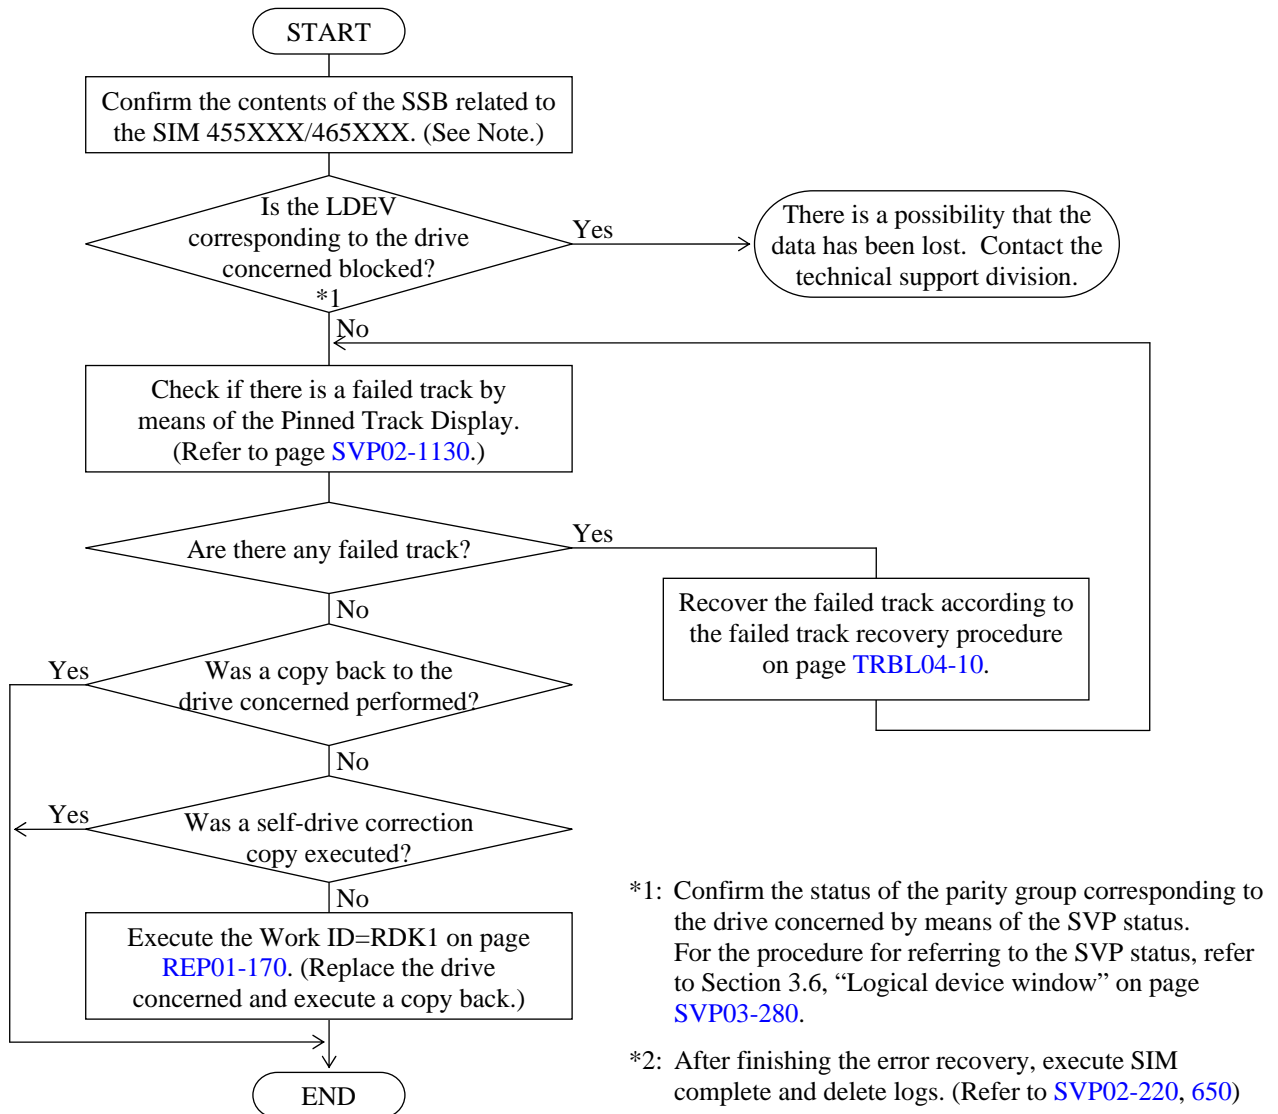 START
Confirm the contents of the SSB related to
the SIM 455XXX/465XXX. (See Note.)
Is the LDEV
corresponding to the drive
concerned blocked?
*1
Yes
There is a possibility that the
data has been lost.  Contact the
technical support division.
No
Check if there is a failed track by
means of the Pinned Track Display.
(Refer to page SVP02-1130.)
Are there any failed track?
Yes
Recover the failed track according to
the failed track recovery procedure
on page TRBL04-10.
No
Yes
Was a copy back to the
drive concerned performed?
No
Yes
Was a self-drive correction
copy executed?
No
Execute the Work ID=RDK1 on page
REP01-170. (Replace the drive
concerned and execute a copy back.)
END
*1: Confirm the status of the parity group corresponding to
the drive concerned by means of the SVP status.
For the procedure for referring to the SVP status, refer
to Section 3.6, “Logical device window” on page
SVP03-280.
*2: After finishing the error recovery, execute SIM
complete and delete logs. (Refer to SVP02-220, 650)